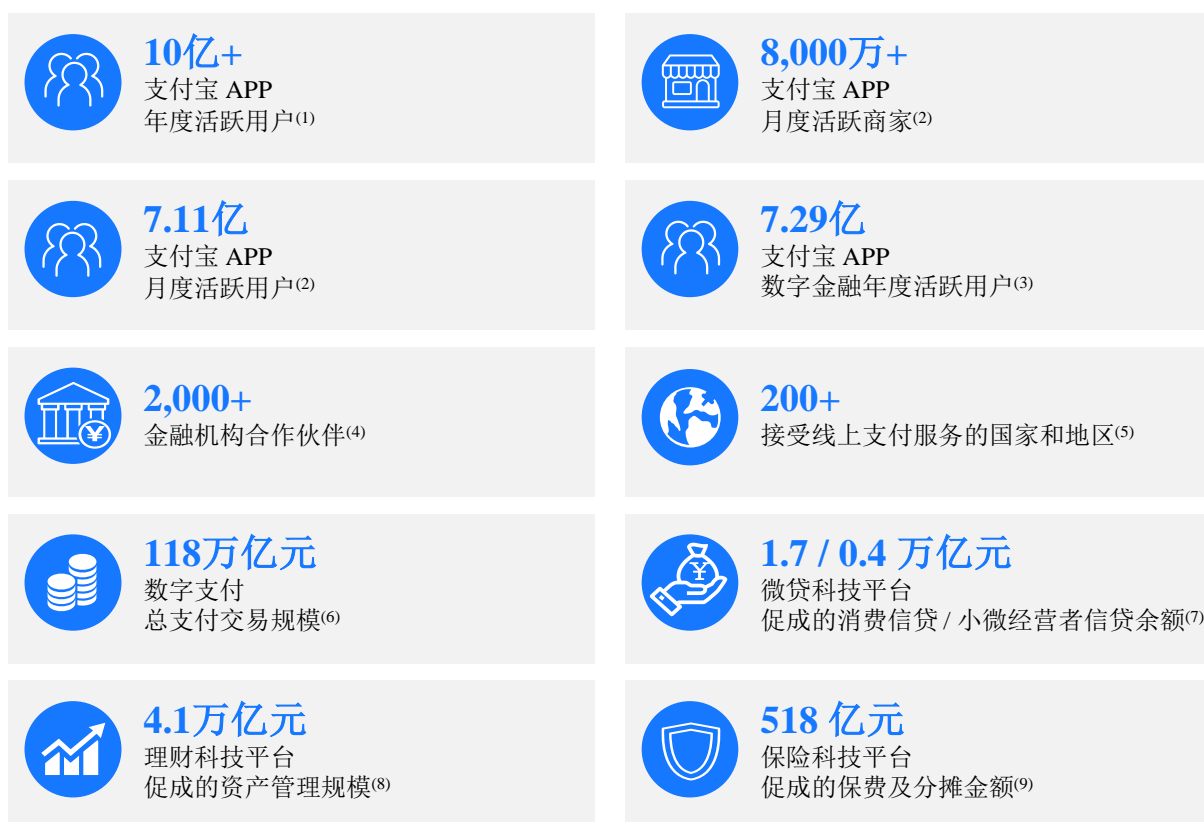 10亿+
支付宝 APP
年度活跃用户(1)
8,000万+
支付宝 APP
月度活跃商家(2)
7.11亿
支付宝 APP
月度活跃用户(2)
7.29亿
支付宝 APP
数字金融年度活跃用户(3)
2,000+
金融机构合作伙伴(4)
200+
接受线上支付服务的国家和地区(5)
118万亿元
数字支付
总支付交易规模(6)
1.7 / 0.4 万亿元
微贷科技平台
促成的消费信贷 / 小微经营者信贷余额(7)
4.1万亿元
理财科技平台
促成的资产管理规模(8)
518 亿元
保险科技平台
促成的保费及分摊金额(9)